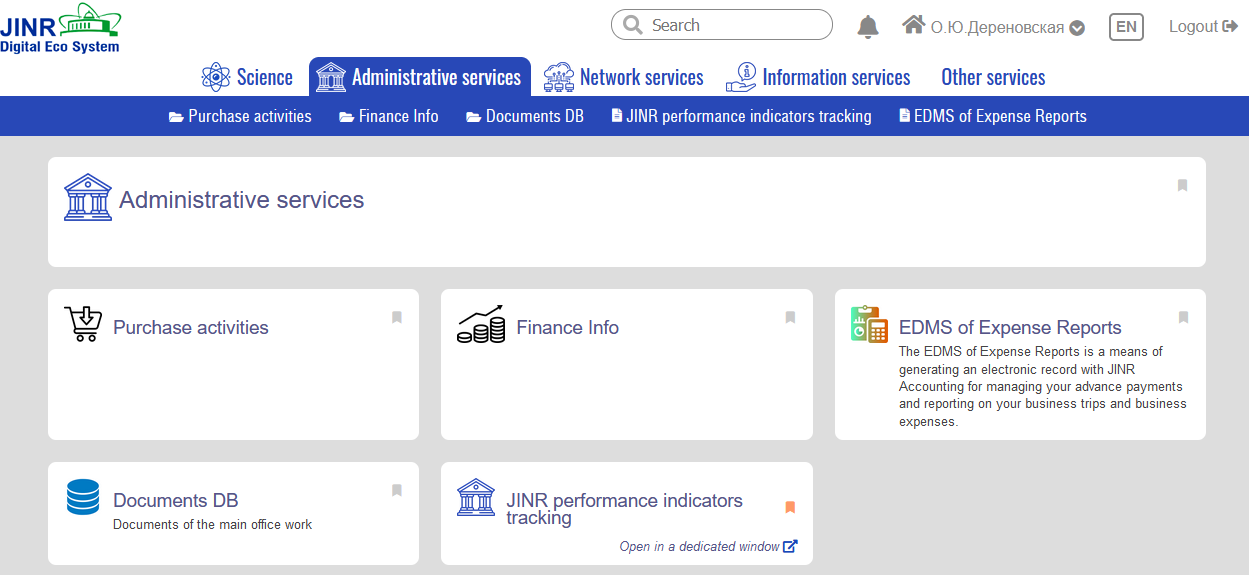 JINR
Digital Eco System
Search
О.Ю.Дереновская
EN
Logout
Science
Administrative services
Network services
Information services
Other services
Purchase activities
Finance Info
Documents DB
JINR performance indicators tracking
EDMS of Expense Reports
Administrative services
Purchase activities
Finance Info
EDMS of Expense Reports
The EDMS of Expense Reports is a means of
generating an electronic record with JINR
Accounting for managing your advance payments
and reporting on your business trips and business
expenses.
Documents DB
Documents of the main office work
JINR performance indicators
tracking
Open in a dedicated window